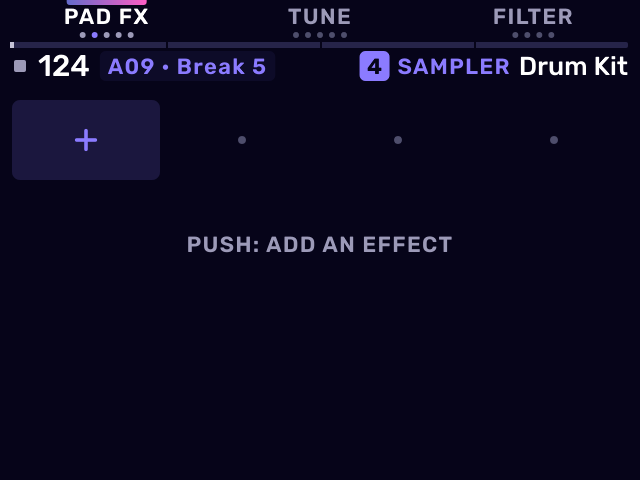 PAD FX TUNE FILTER
124 A09 • Break 5 4 SAMPLER Drum Kit
+
PUSH: ADD AN EFFECT